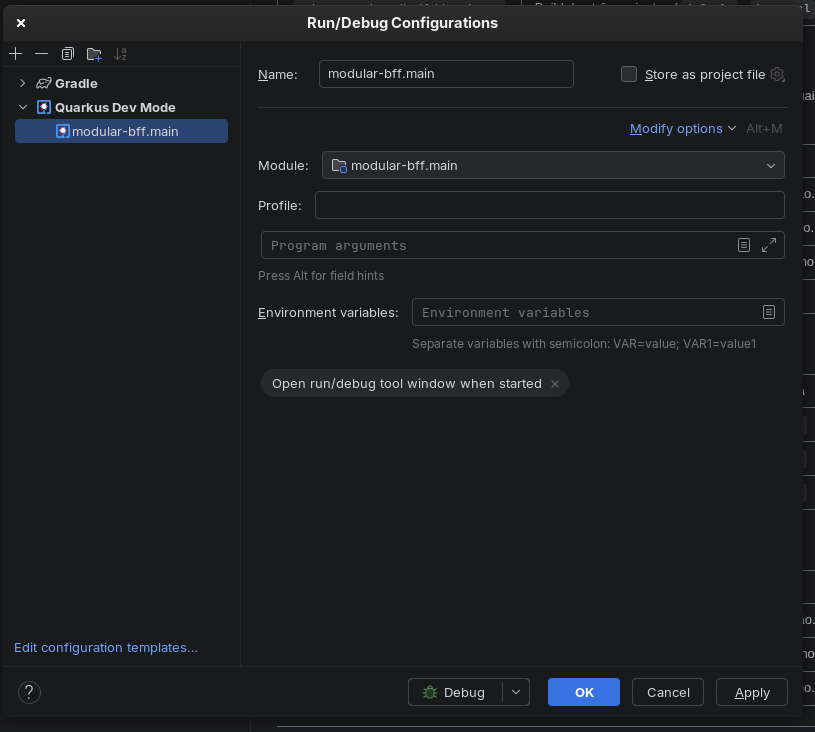 Run/Debug Configurations
Gradle
Quarkus Dev Mode
modular-bff.main
Edit configuration templates...
Name: modular-bff.main Store as project file
Modify options Alt+M
Module: modular-bff.main
Profile:
Program arguments
Press Alt for field hints
Environment variables: Environment variables
Separate variables with semicolon: VAR=value; VAR1=value1
Open run/debug tool window when started
? Debug OK Cancel Apply